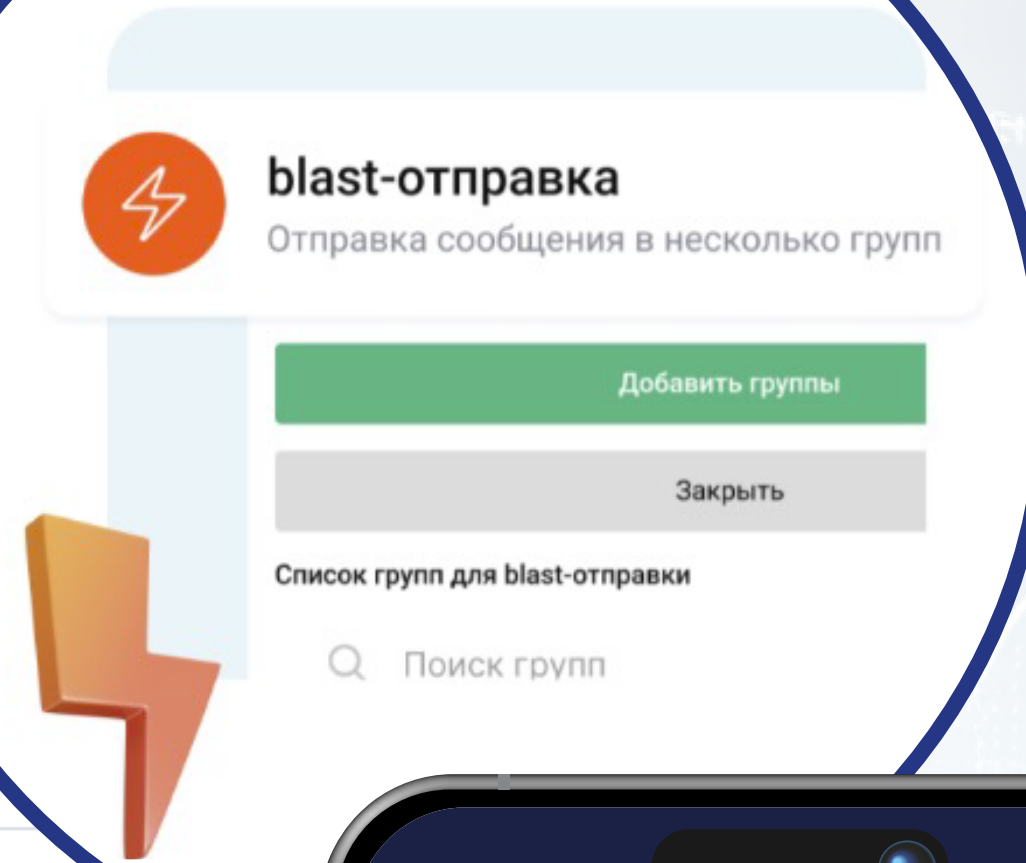 blast-отправка
Отправка сообщения в несколько групп
Добавить группы
Закрыть
Список групп для blast-отправки
Поиск групп